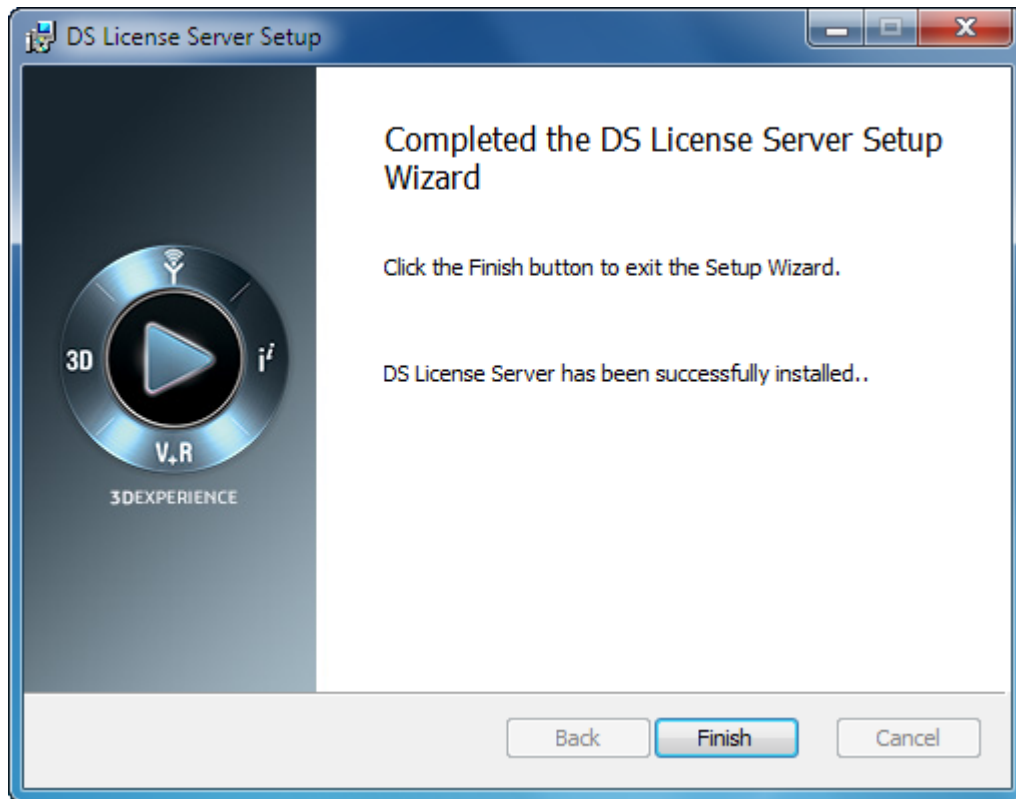 DS License Server Setup
Completed the DS License Server Setup
Wizard
Click the Finish button to exit the Setup Wizard.
DS License Server has been successfully installed..
3D
iⁱ
V+R
3DEXPERIENCE
Back
Finish
Cancel